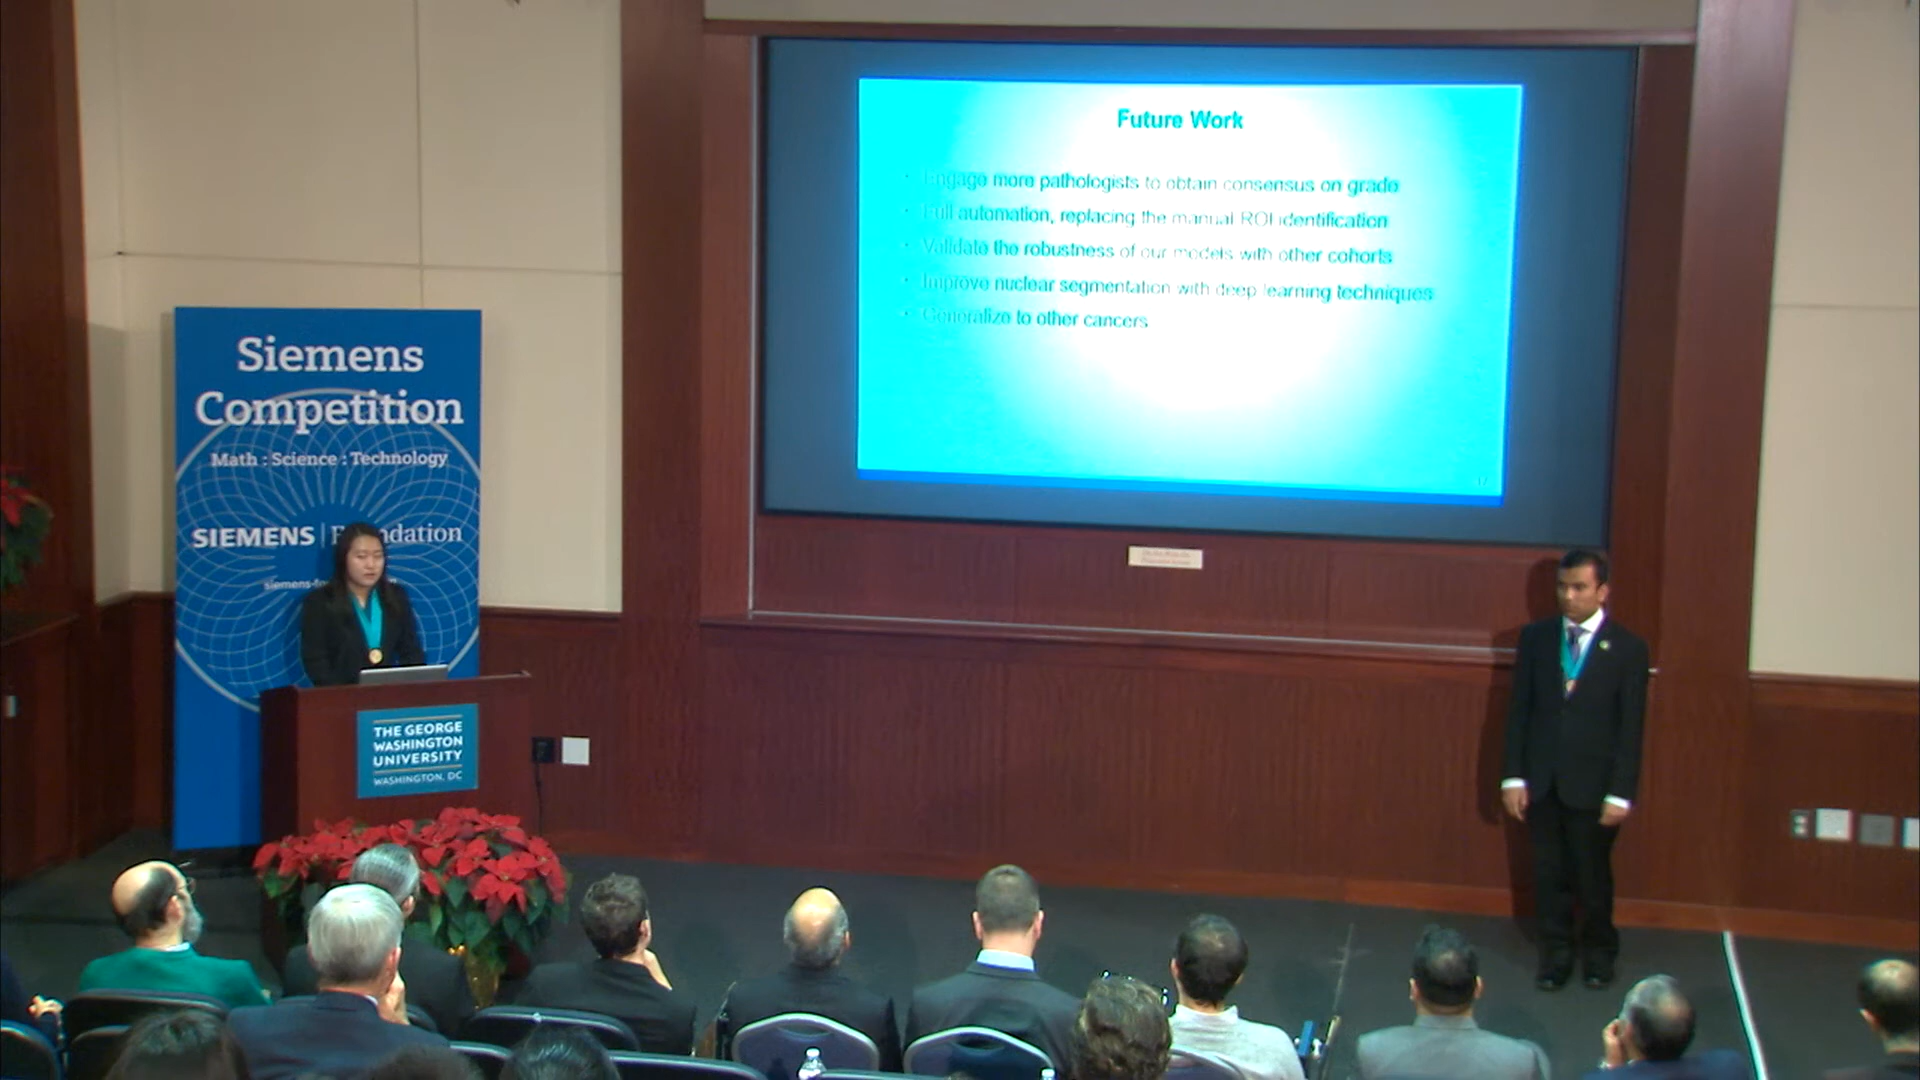 Future Work
• Engage more pathologists to obtain consensus on grade
• Full automation, replacing the manual ROI identification
• Validate the robustness of our models with other cohorts
• Improve nuclear segmentation with deep learning techniques
• Generalize to other cancers
17
Siemens
Competition
Math : Science : Technology
SIEMENS | F ndation
THE GEORGE
WASHINGTON
UNIVERSITY
WASHINGTON, DC